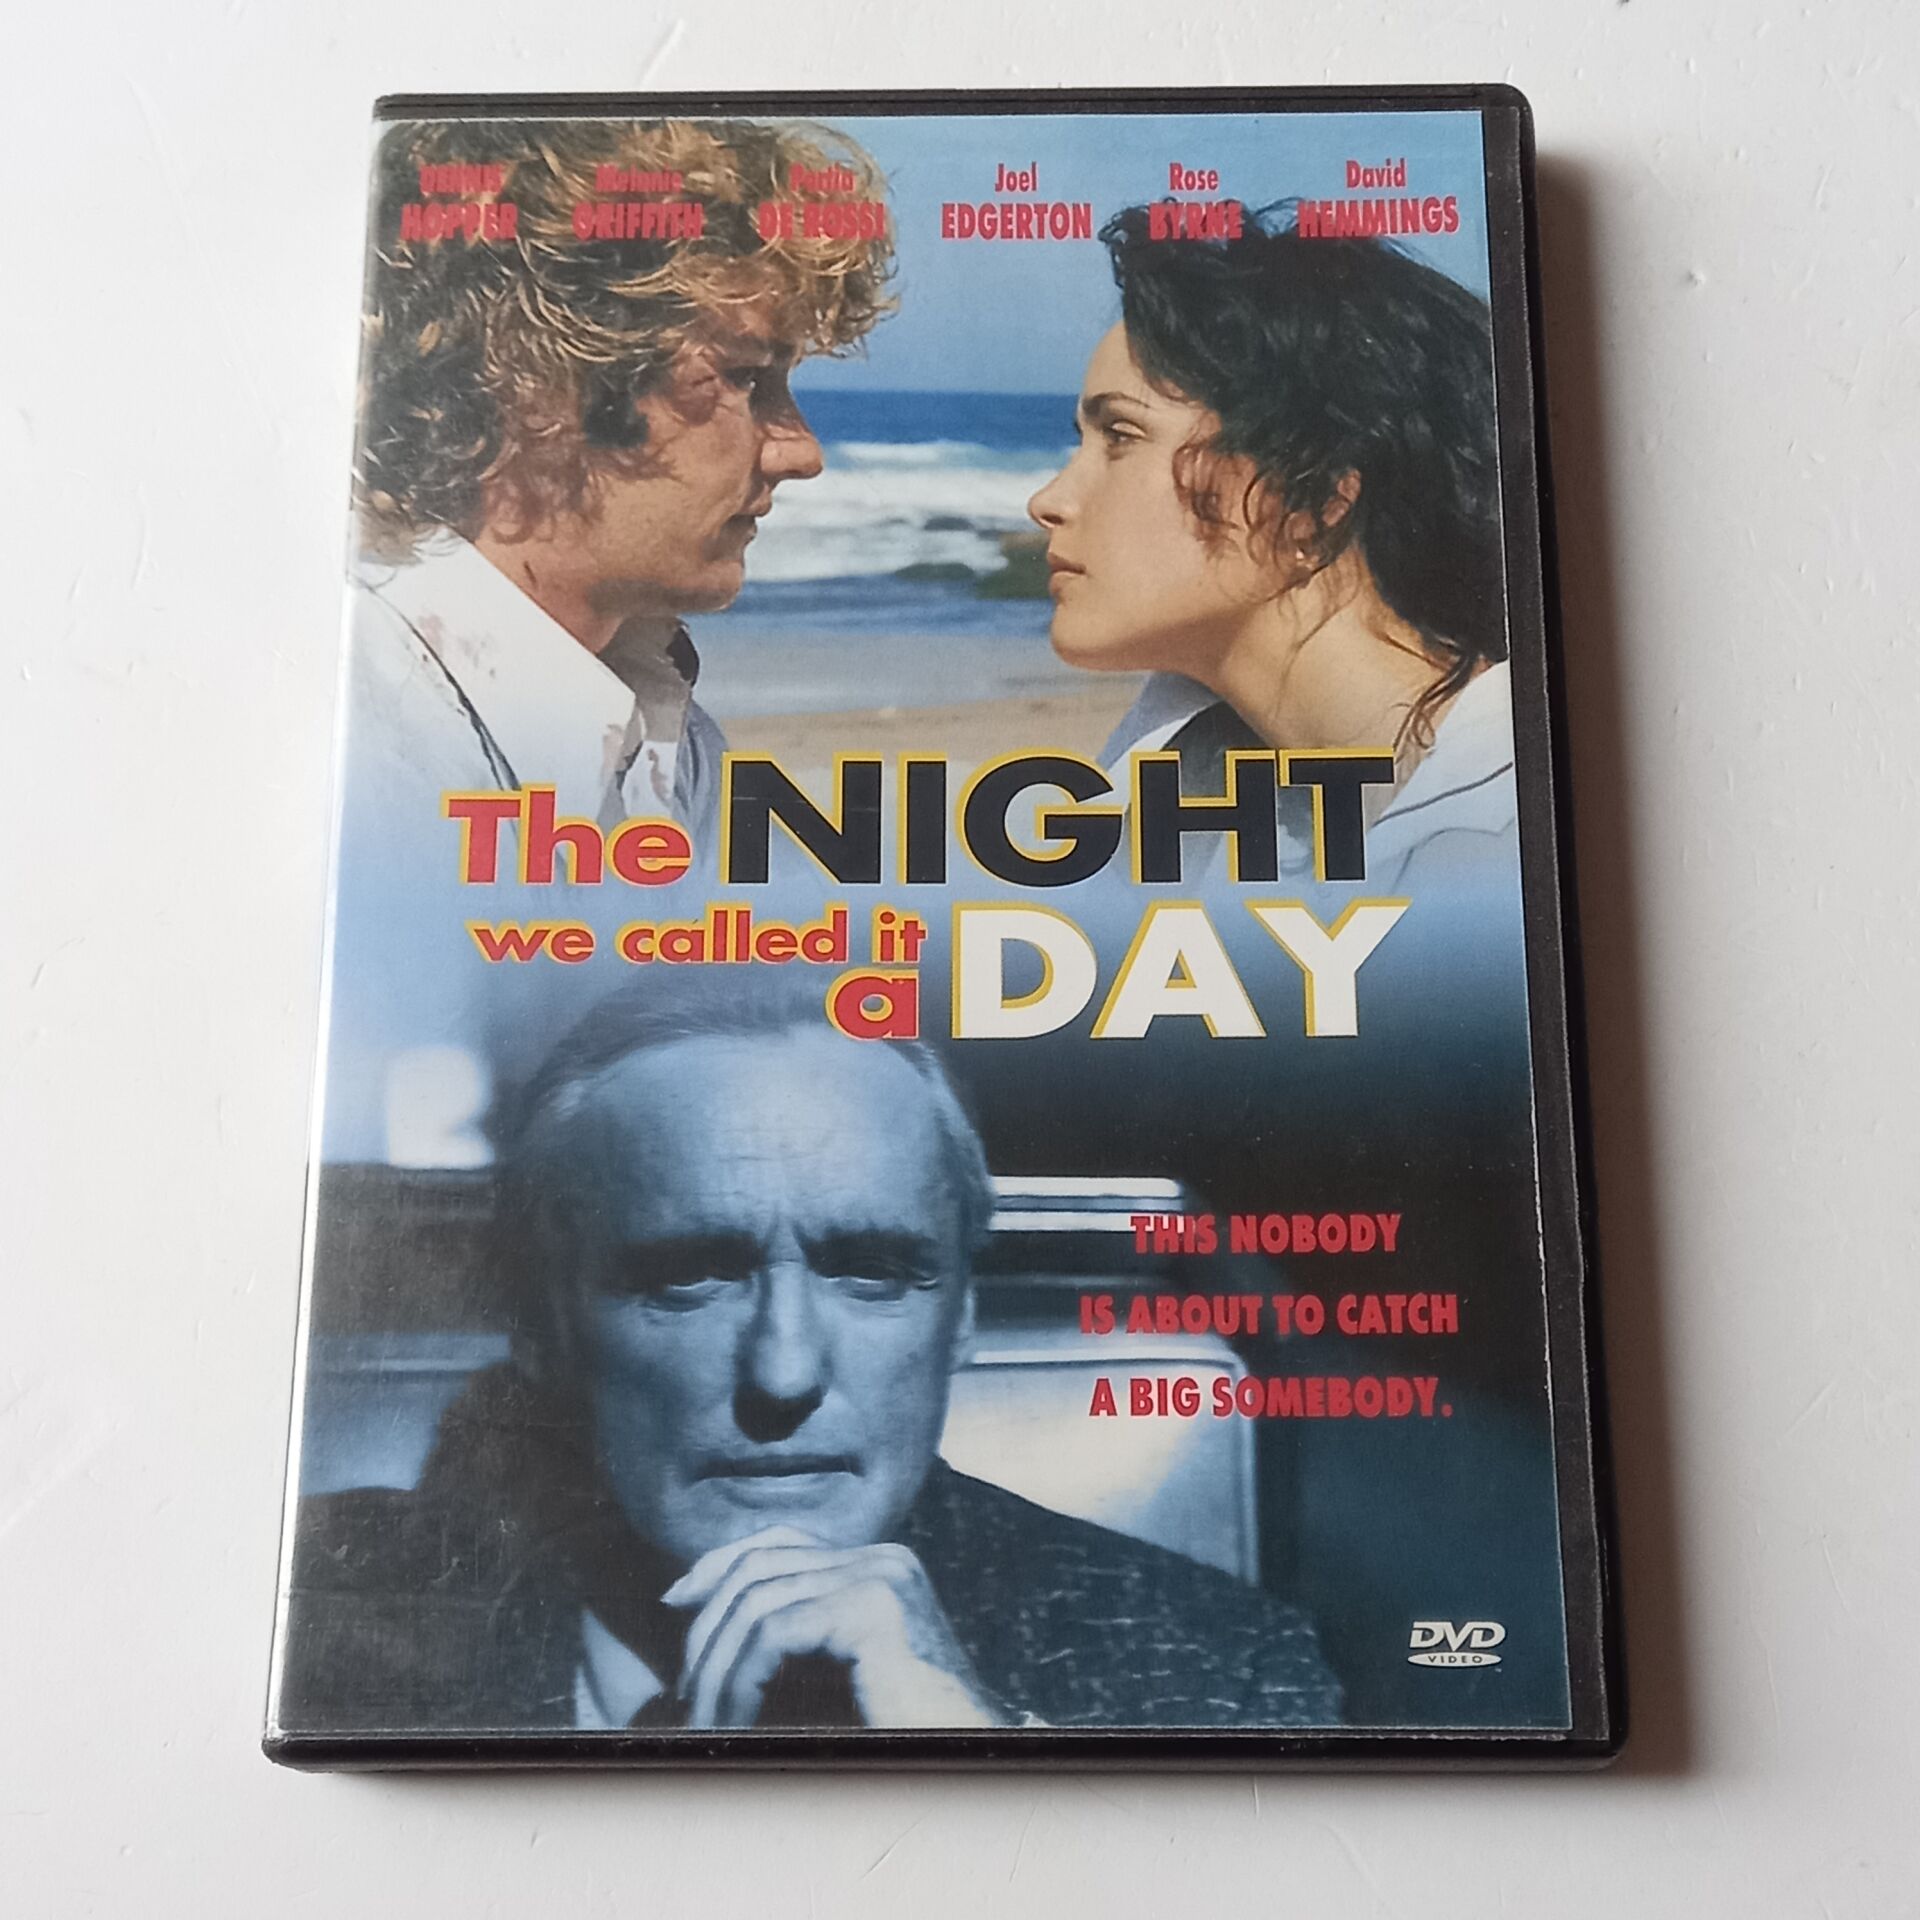 DENNIS Melanie Portia Joel Rose David
HOPPER GRIFFITH DE ROSSI EDGERTON BYRNE HEMMINGS
The NIGHT
we called it
a DAY
THIS NOBODY
IS ABOUT TO CATCH
A BIG SOMEBODY.
DVD
VIDEO